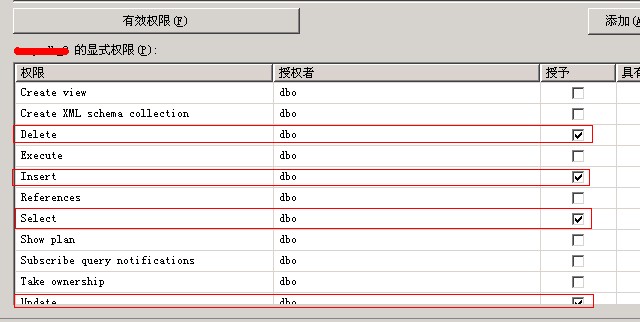 有效权限(F)
添加(A
的显式权限(P):
权限 授权者 授予 具有
Create view dbo
Create XML schema collection dbo
Delete dbo
Execute dbo
Insert dbo
References dbo
Select dbo
Show plan dbo
Subscribe query notifications dbo
Take ownership dbo
Update dbo